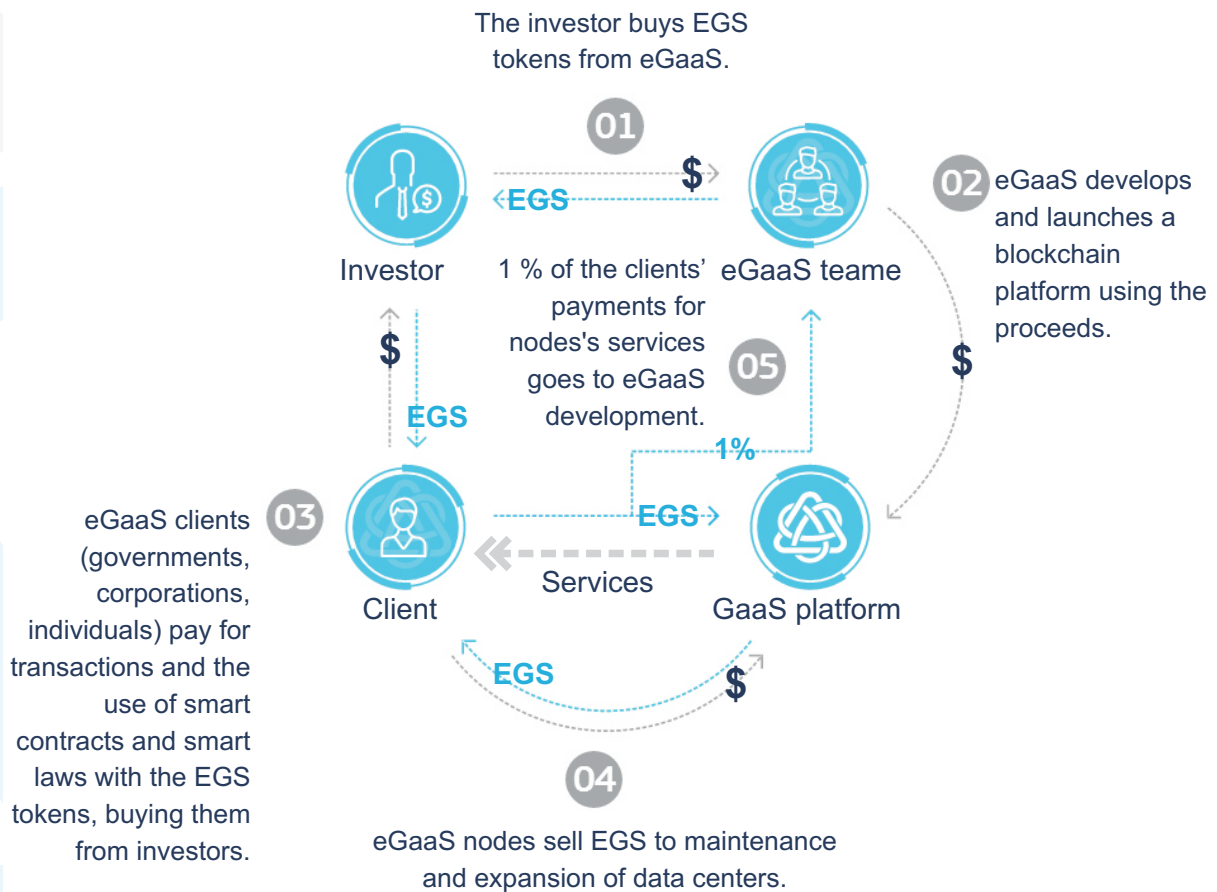 The investor buys EGS
tokens from eGaaS.
01
$
EGS
Investor
eGaaS teame
02
eGaaS develops
and launches a
blockchain
platform using the
proceeds.
$
1 % of the clients’
payments for
nodes's services
goes to eGaaS
development.
05
$
EGS
1%
03
eGaaS clients
(governments,
corporations,
individuals) pay for
transactions and the
use of smart
contracts and smart
laws with the EGS
tokens, buying them
from investors.
EGS
Services
Client
GaaS platform
EGS
$
04
eGaaS nodes sell EGS to maintenance
and expansion of data centers.